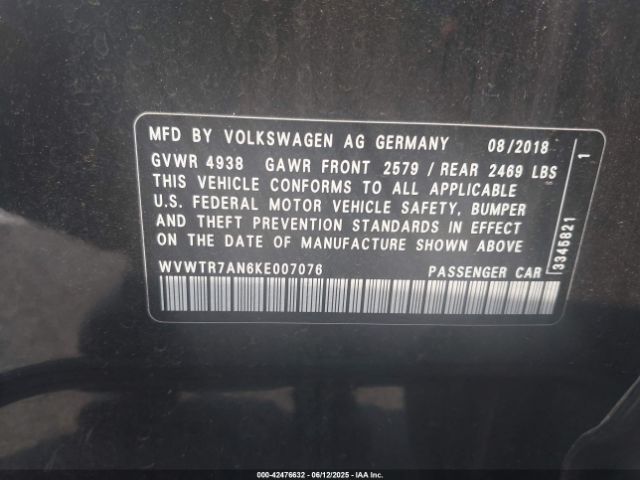 MFD BY VOLKSWAGEN AG GERMANY 08/2018
GVWR 4938 GAWR FRONT 2579 / REAR 2469 LBS
THIS VEHICLE CONFORMS TO ALL APPLICABLE
U.S. FEDERAL MOTOR VEHICLE SAFETY, BUMPER
AND THEFT PREVENTION STANDARDS IN EFFECT
ON THE DATE OF MANUFACTURE SHOWN ABOVE
WVWTR7AN6KE007076 PASSENGER CAR
3345821 1
000-42476632 - 06/12/2025 - IAA Inc.